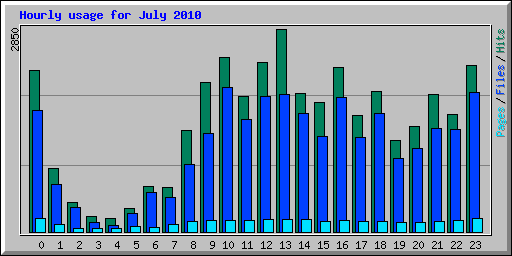 Hourly usage for July 2010
2850
Pages/Files/Hits
0 1 2 3 4 5 6 7 8 9 10 11 12 13 14 15 16 17 18 19 20 21 22 23